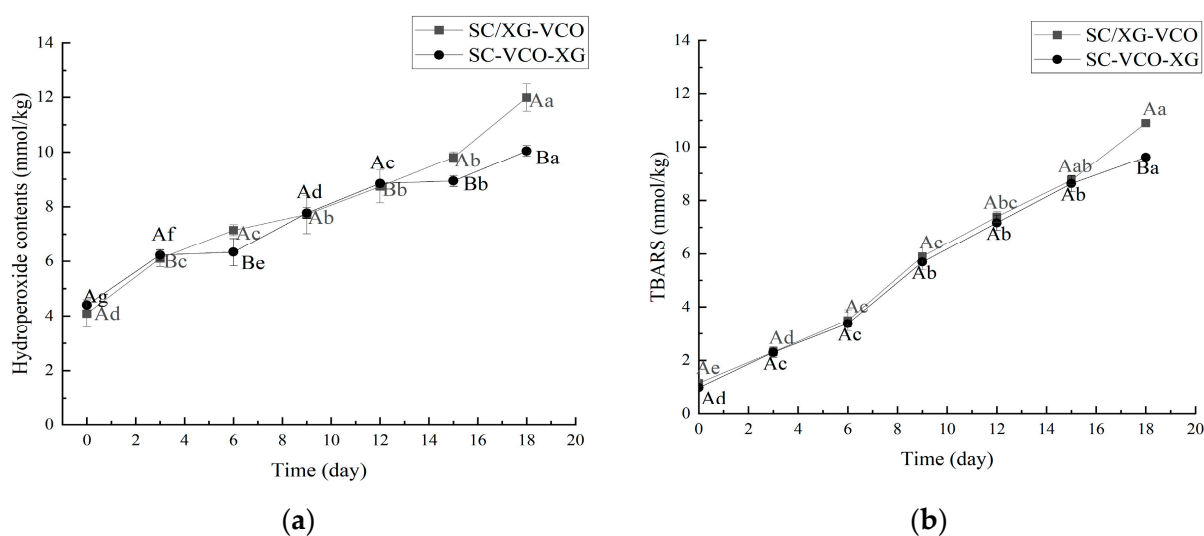 SC/XG-VCO
SC-VCO-XG
14
12
10
8
6
4
2
0
Hydroperoxide contents (mmol/kg)
Ag
Ad
Af
Bc
Ac
Be
Ad
Ab
Ac
Bb
Ab
Bb
Aa
Ba
0 2 4 6 8 10 12 14 16 18 20
Time (day)
(a)
SC/XG-VCO
SC-VCO-XG
14
12
10
8
6
4
2
0
TBARS (mmol/kg)
Ae
Ad
Ad
Ac
Ac
Ac
Ac
Ab
Abc
Ab
Aab
Ab
Aa
Ba
0 2 4 6 8 10 12 14 16 18 20
Time (day)
(b)